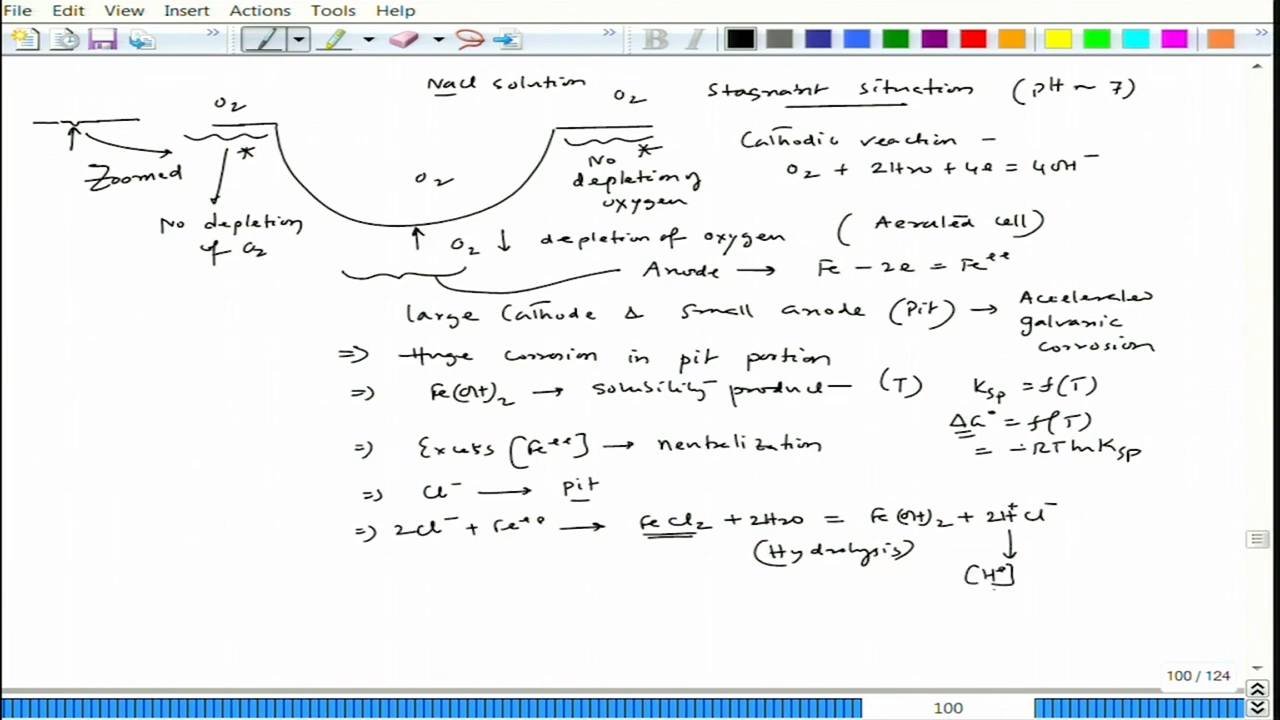 File Edit View Insert Actions Tools Help
NaCl solution
O2
O2
Stagnant situation (pH ~ 7)
Zoomed
*
*
Cathodic reaction -
O2 + 2H2O + 4e = 4OH⁻
No depletion of oxygen
O2
No depletion of O2
O2 ↓ depletion of oxygen (Aerated cell)
Anode → Fe - 2e = Fe⁺⁺
large Cathode & small anode (Pit) → Accelerated galvanic corrosion
⇒ Huge corrosion in pit portion
⇒ Fe(OH)2 → solubility product - (T) Ksp = f(T)
ΔG° = f(T)
= -RT ln Ksp
⇒ Excess [Fe⁺⁺] → neutralization
⇒ Cl⁻ → pit
⇒ 2Cl⁻ + Fe⁺⁺ → FeCl2 + 2H2O = Fe(OH)2 + 2H⁺Cl⁻
(Hydrolysis)
[H⁺]
100 / 124
100